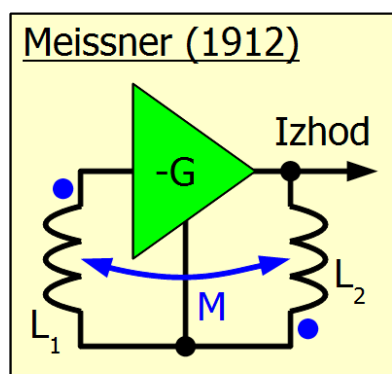 Meissner (1912)
Izhod
-G
L1
M
L2